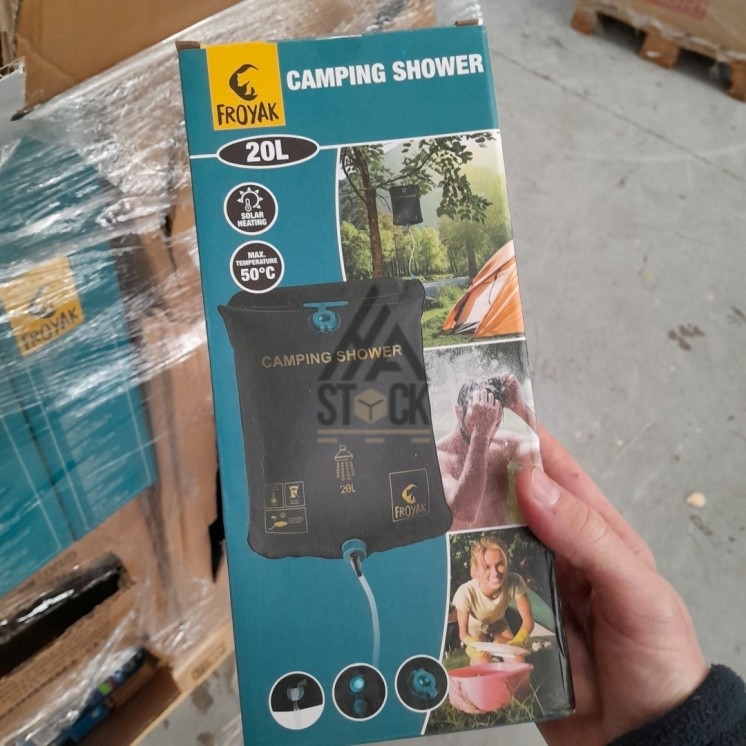 FROYAK
CAMPING SHOWER
20L
SOLAR
HEATING
MAX.
TEMPERATURE
50°C
CAMPING SHOWER
STOCK
20L
FROYAK
FROYAK